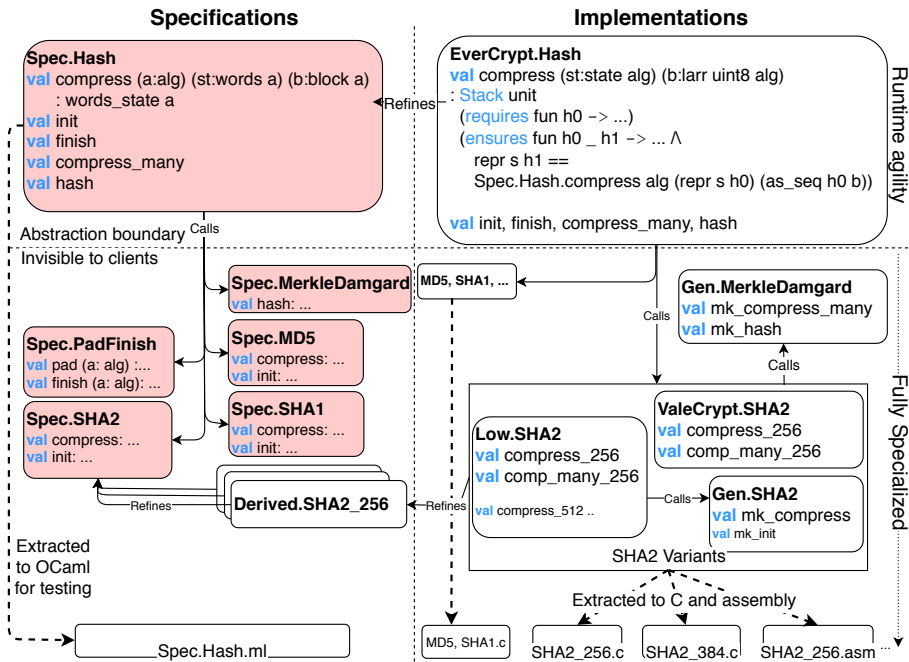 Specifications
Implementations
Spec.Hash
val compress (a:alg) (st:words a) (b:block a)
: words_state a
val init
val finish
val compress_many
val hash
Refines
EverCrypt.Hash
val compress (st:state alg) (b:larr uint8 alg)
: Stack unit
(requires fun h0 -> ...)
(ensures fun h0 _ h1 -> ... Λ
repr s h1 ==
Spec.Hash.compress alg (repr s h0) (as_seq h0 b))
val init, finish, compress_many, hash
Runtime agility
Abstraction boundary
Calls
Invisible to clients
Spec.MerkleDamgard
val hash: ...
Spec.PadFinish
val pad (a: alg) :...
val finish (a: alg): ...
Spec.MD5
val compress: ...
val init: ...
Spec.SHA2
val compress: ...
val init: ...
Spec.SHA1
val compress: ...
val init: ...
Derived.SHA2_256
Refines
Refines
Extracted
to OCaml
for testing
Spec.Hash.ml
MD5, SHA1, ...
Calls
Gen.MerkleDamgard
val mk_compress_many
val mk_hash
Calls
Low.SHA2
val compress_256
val comp_many_256
val compress_512 ..
ValeCrypt.SHA2
val compress_256
val comp_many_256
Calls
Gen.SHA2
val mk_compress
val mk_init
SHA2 Variants
Fully Specialized
Extracted to C and assembly
MD5, SHA1.c
SHA2_256.c
SHA2_384.c
SHA2_256.asm
...